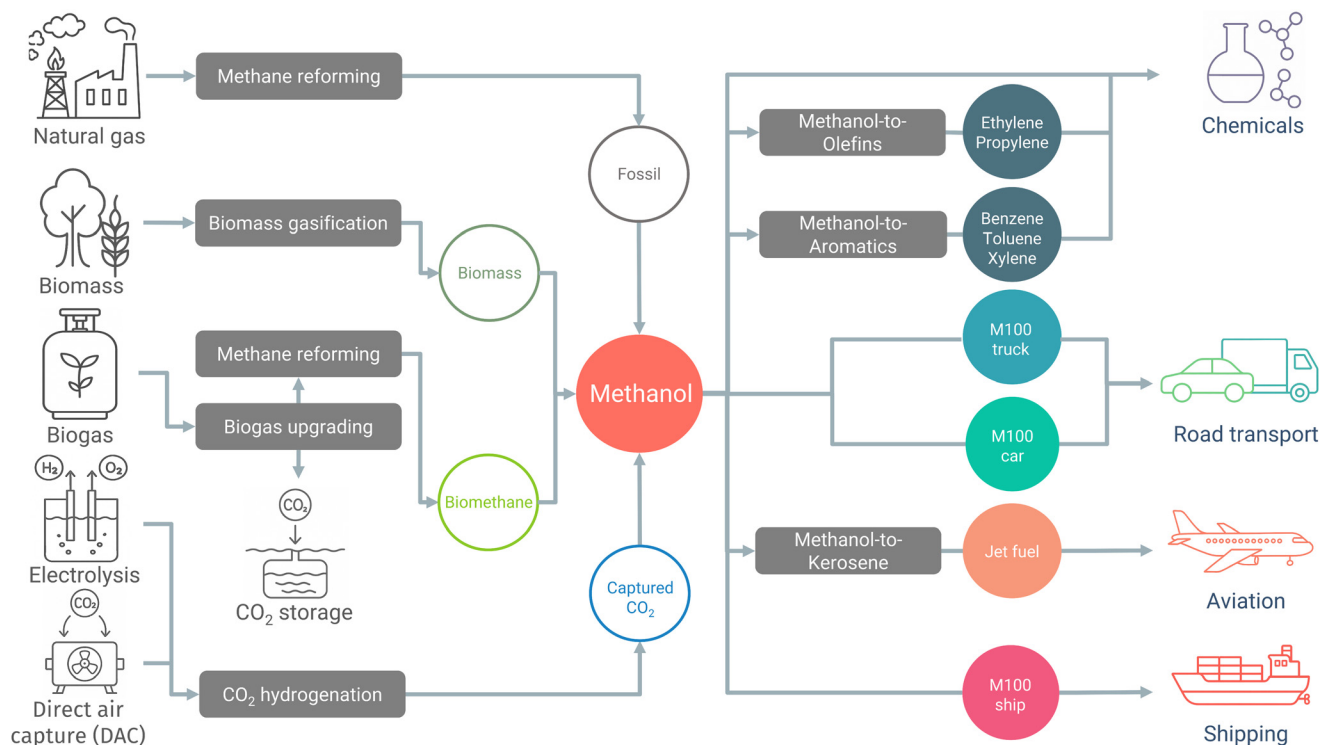 Natural gas
Methane reforming
Fossil
Biomass
Biomass gasification
Biomass
Biogas
Methane reforming
Biogas upgrading
Biomethane
H₂
O₂
Electrolysis
CO₂
CO₂ storage
CO₂
Direct air
capture (DAC)
CO₂ hydrogenation
Captured
CO₂
Methanol
Methanol-to-
Olefins
Ethylene
Propylene
Chemicals
Methanol-to-
Aromatics
Benzene
Toluene
Xylene
M100
truck
M100
car
Road transport
Methanol-to-
Kerosene
Jet fuel
Aviation
M100
ship
Shipping